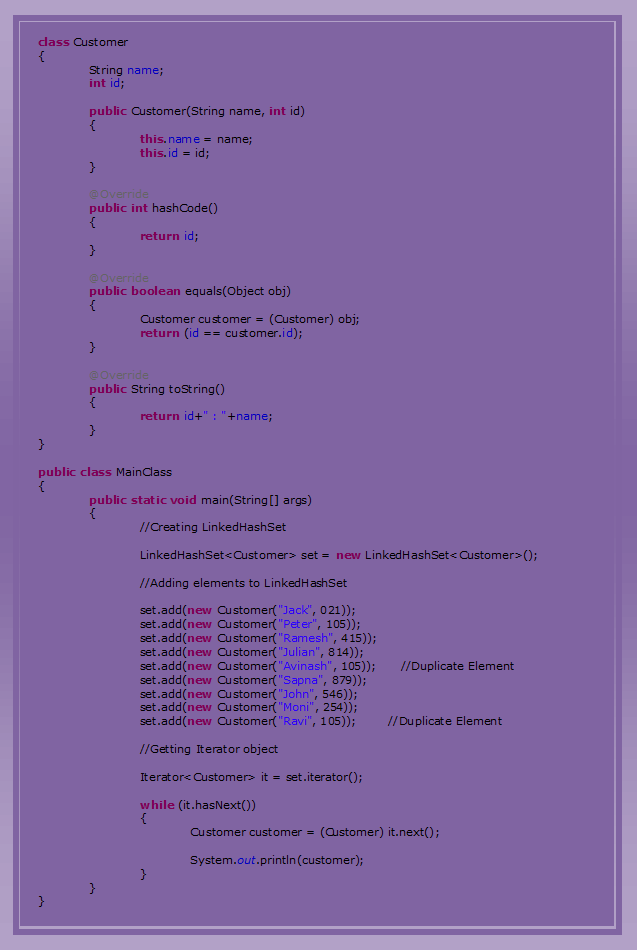 class Customer
{
String name;
int id;
public Customer(String name, int id)
{
this.name = name;
this.id = id;
}
@Override
public int hashCode()
{
return id;
}
@Override
public boolean equals(Object obj)
{
Customer customer = (Customer) obj;
return (id == customer.id);
}
@Override
public String toString()
{
return id+" : "+name;
}
}
public class MainClass
{
public static void main(String[] args)
{
//Creating LinkedHashSet
LinkedHashSet<Customer> set = new LinkedHashSet<Customer>();
//Adding elements to LinkedHashSet
set.add(new Customer("Jack", 021));
set.add(new Customer("Peter", 105));
set.add(new Customer("Ramesh", 415));
set.add(new Customer("Julian", 814));
set.add(new Customer("Avinash", 105)); //Duplicate Element
set.add(new Customer("Sapna", 879));
set.add(new Customer("John", 546));
set.add(new Customer("Moni", 254));
set.add(new Customer("Ravi", 105)); //Duplicate Element
//Getting Iterator object
Iterator<Customer> it = set.iterator();
while (it.hasNext())
{
Customer customer = (Customer) it.next();
System.out.println(customer);
}
}
}